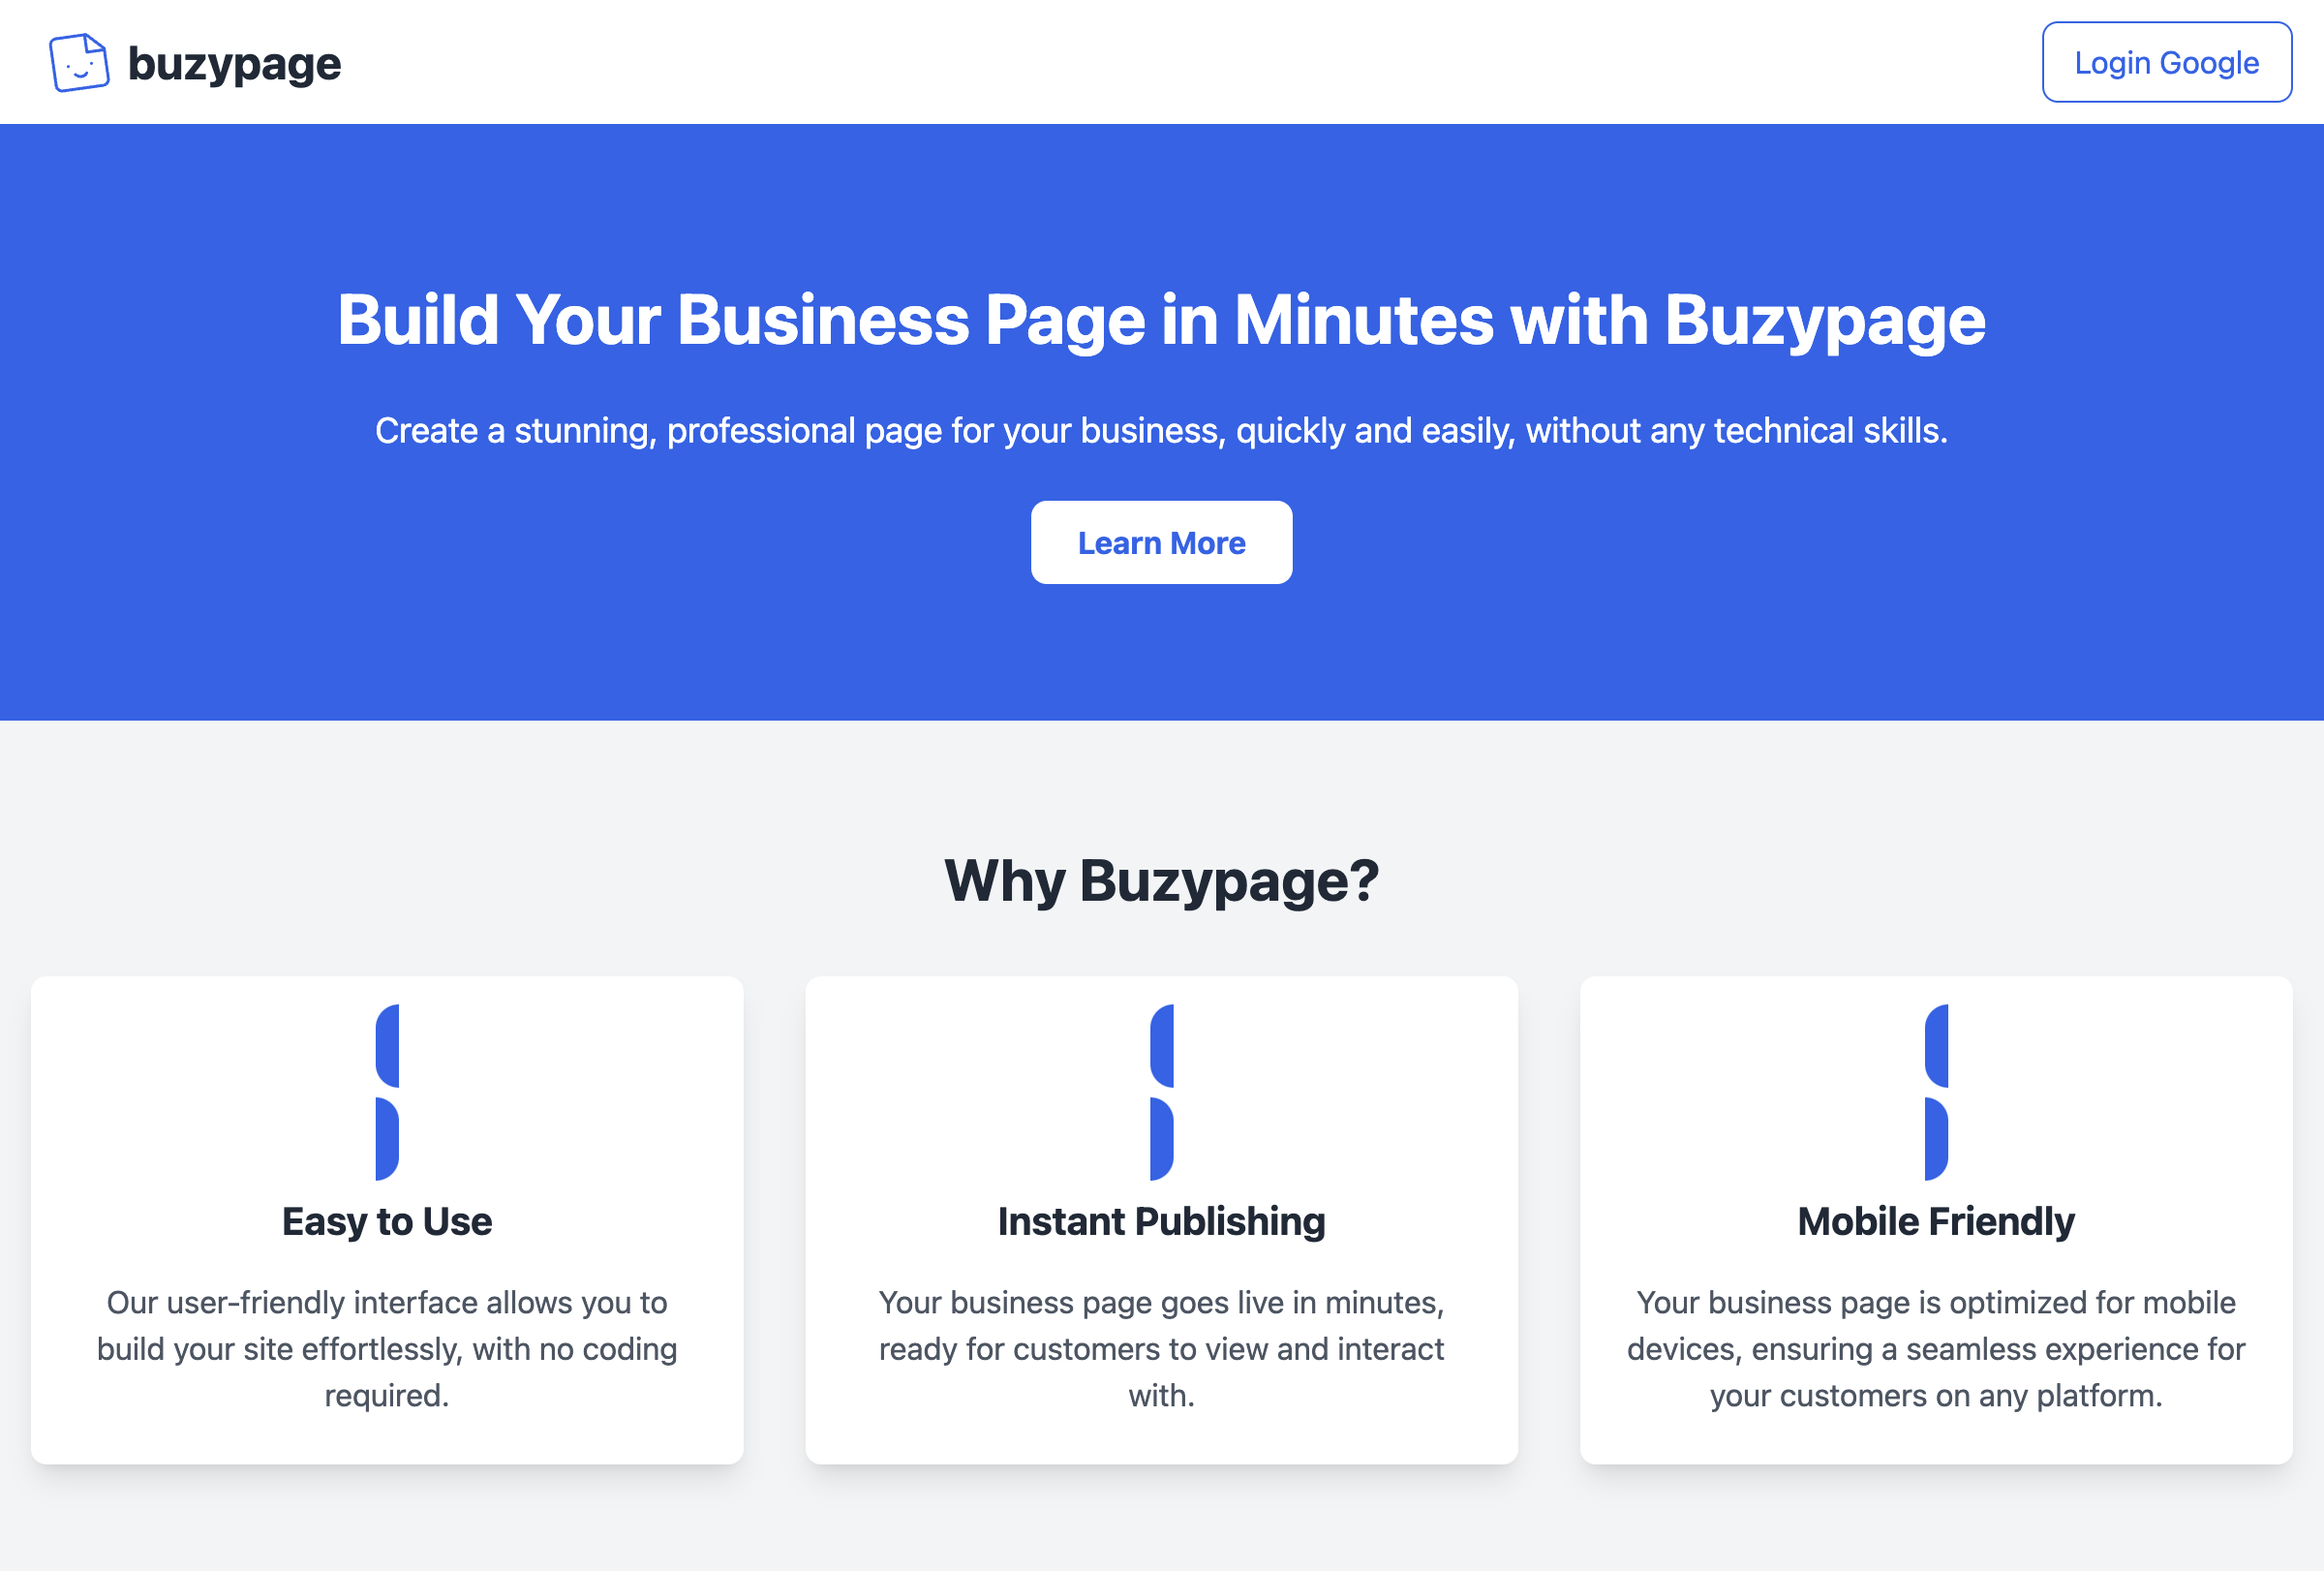 buzypage
Login Google
Build Your Business Page in Minutes with Buzypage
Create a stunning, professional page for your business, quickly and easily, without any technical skills.
Learn More
Why Buzypage?
Easy to Use
Our user-friendly interface allows you to
build your site effortlessly, with no coding
required.
Instant Publishing
Your business page goes live in minutes,
ready for customers to view and interact
with.
Mobile Friendly
Your business page is optimized for mobile
devices, ensuring a seamless experience for
your customers on any platform.